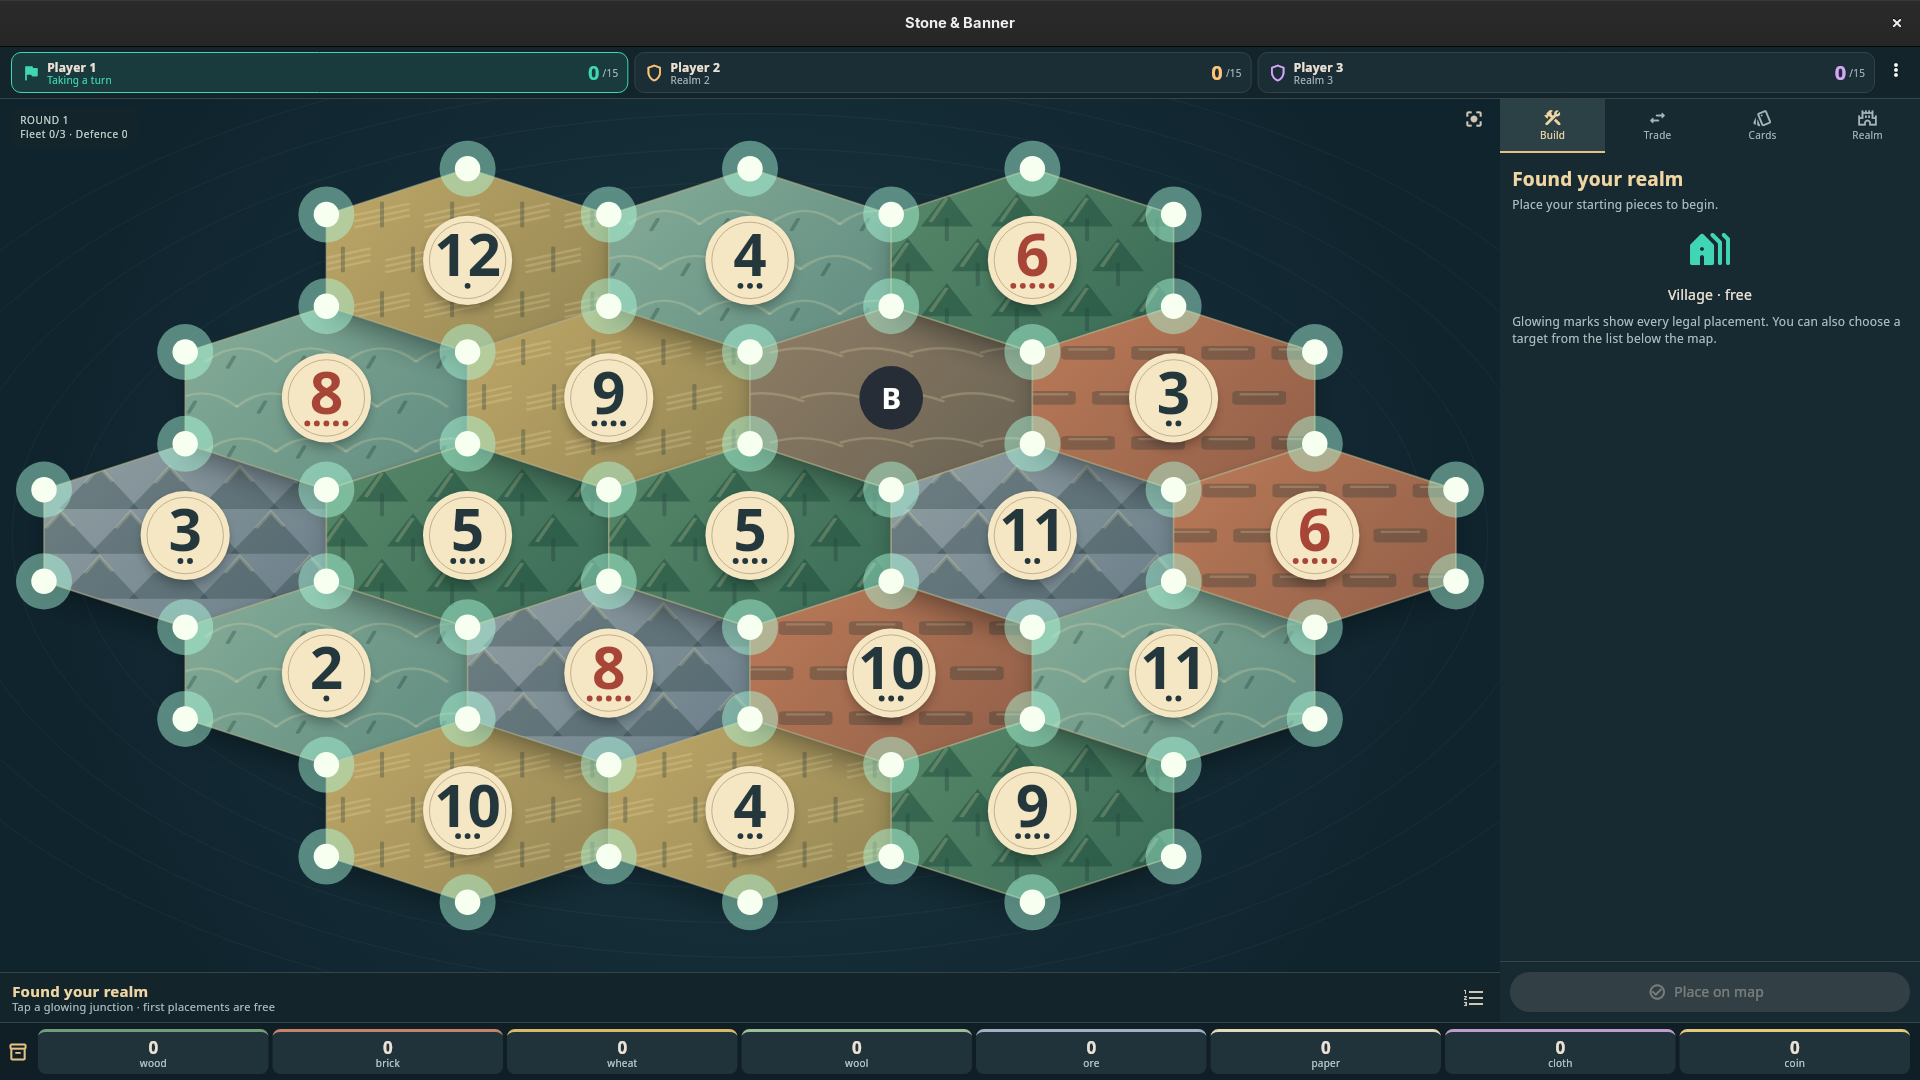 Stone & Banner
Player 1
Taking a turn
0 /15
Player 2
Realm 2
0 /15
Player 3
Realm 3
0 /15
ROUND 1
Fleet 0/3 · Defence 0
Build
Trade
Cards
Realm
Found your realm
Place your starting pieces to begin.
Village · free
Glowing marks show every legal placement. You can also choose a
target from the list below the map.
12
4
6
8
9
B
3
3
5
5
11
6
2
8
10
11
10
4
9
Found your realm
Tap a glowing junction · first placements are free
Place on map
0
wood
0
brick
0
wheat
0
wool
0
ore
0
paper
0
cloth
0
coin